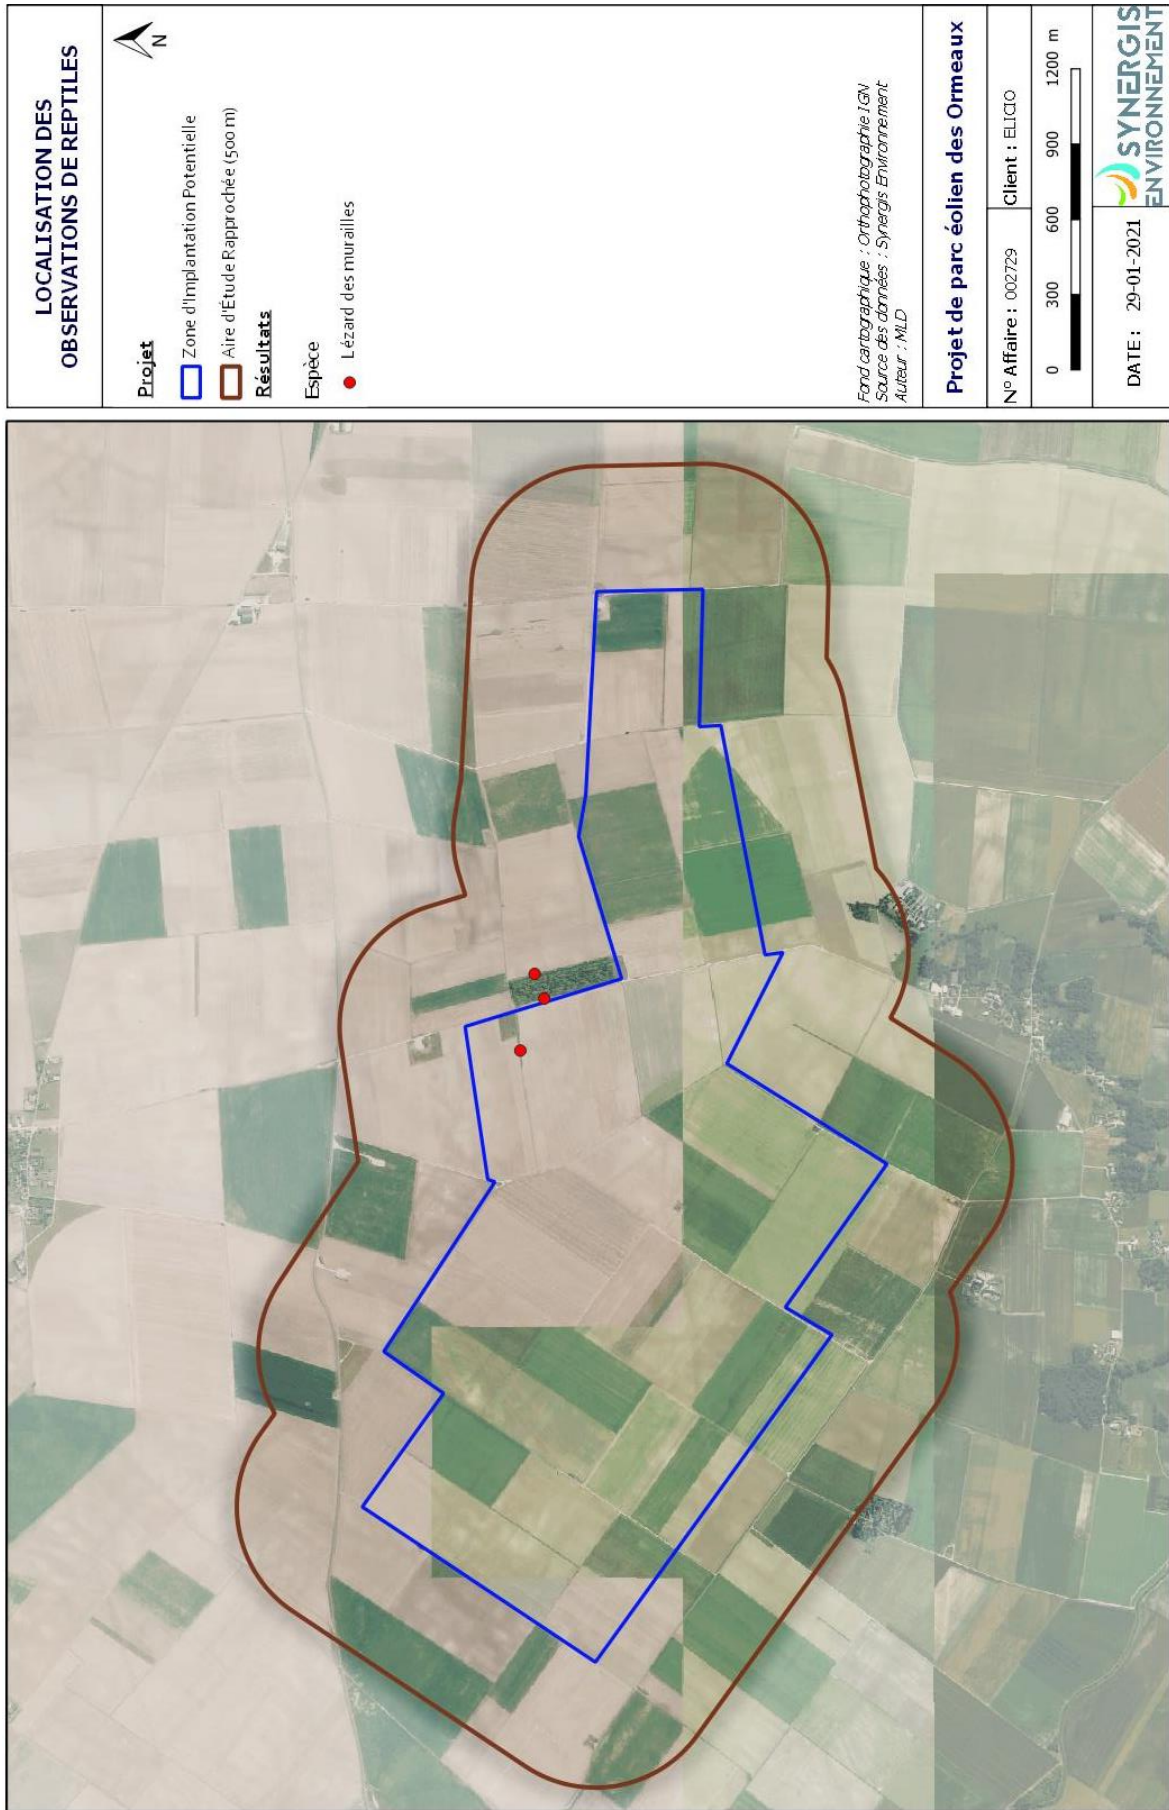 LOCALISATION DES
OBSERVATIONS DE REPTILES
N
Projet
Zone d'Implantation Potentielle
Aire d'Étude Rapprochée (500 m)
Résultats
Espèce
Lézard des murailles
Fond cartographique : Orthophotographie IGN
Source des données : Synergis Environnement
Auteur : MLD
Projet de parc éolien des Ormeaux
N° Affaire : 002729
Client : ELICIO
0 300 600 900 1200 m
DATE : 29-01-2021
SYNERGIS
ENVIRONNEMENT